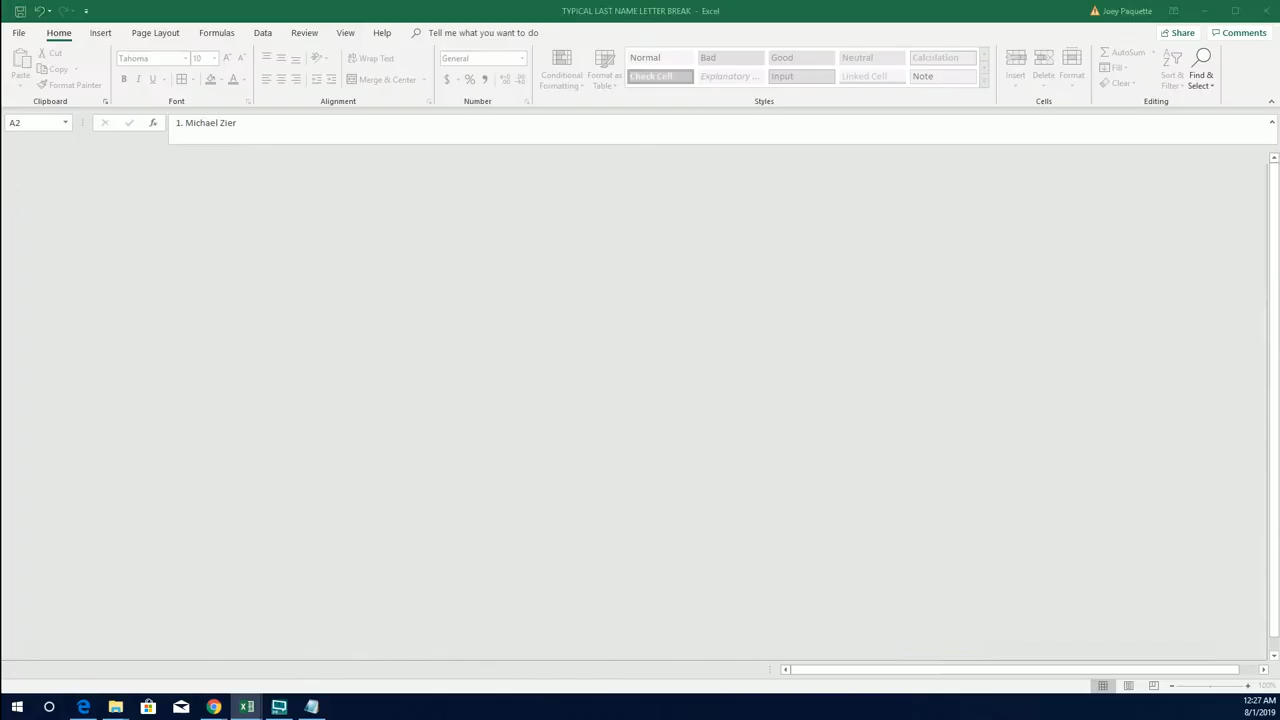 TYPICAL LAST NAME LETTER BREAK - Excel
Joey Paquette
File Home Insert Page Layout Formulas Data Review View Help Tell me what you want to do
Share Comments
Paste
Cut
Copy
Format Painter
Clipboard
Tahoma 10
B I U
Font
Wrap Text
Merge & Center
Alignment
General
$ % ,
Number
Conditional
Formatting
Format as
Table
Normal Bad Good Neutral Calculation
Check Cell Explanatory ... Input Linked Cell Note
Styles
Insert Delete Format
Cells
AutoSum
Fill
Clear
Sort &
Filter
Find &
Select
Editing
A2
fx
1. Michael Zier
100%
12:27 AM
8/1/2019